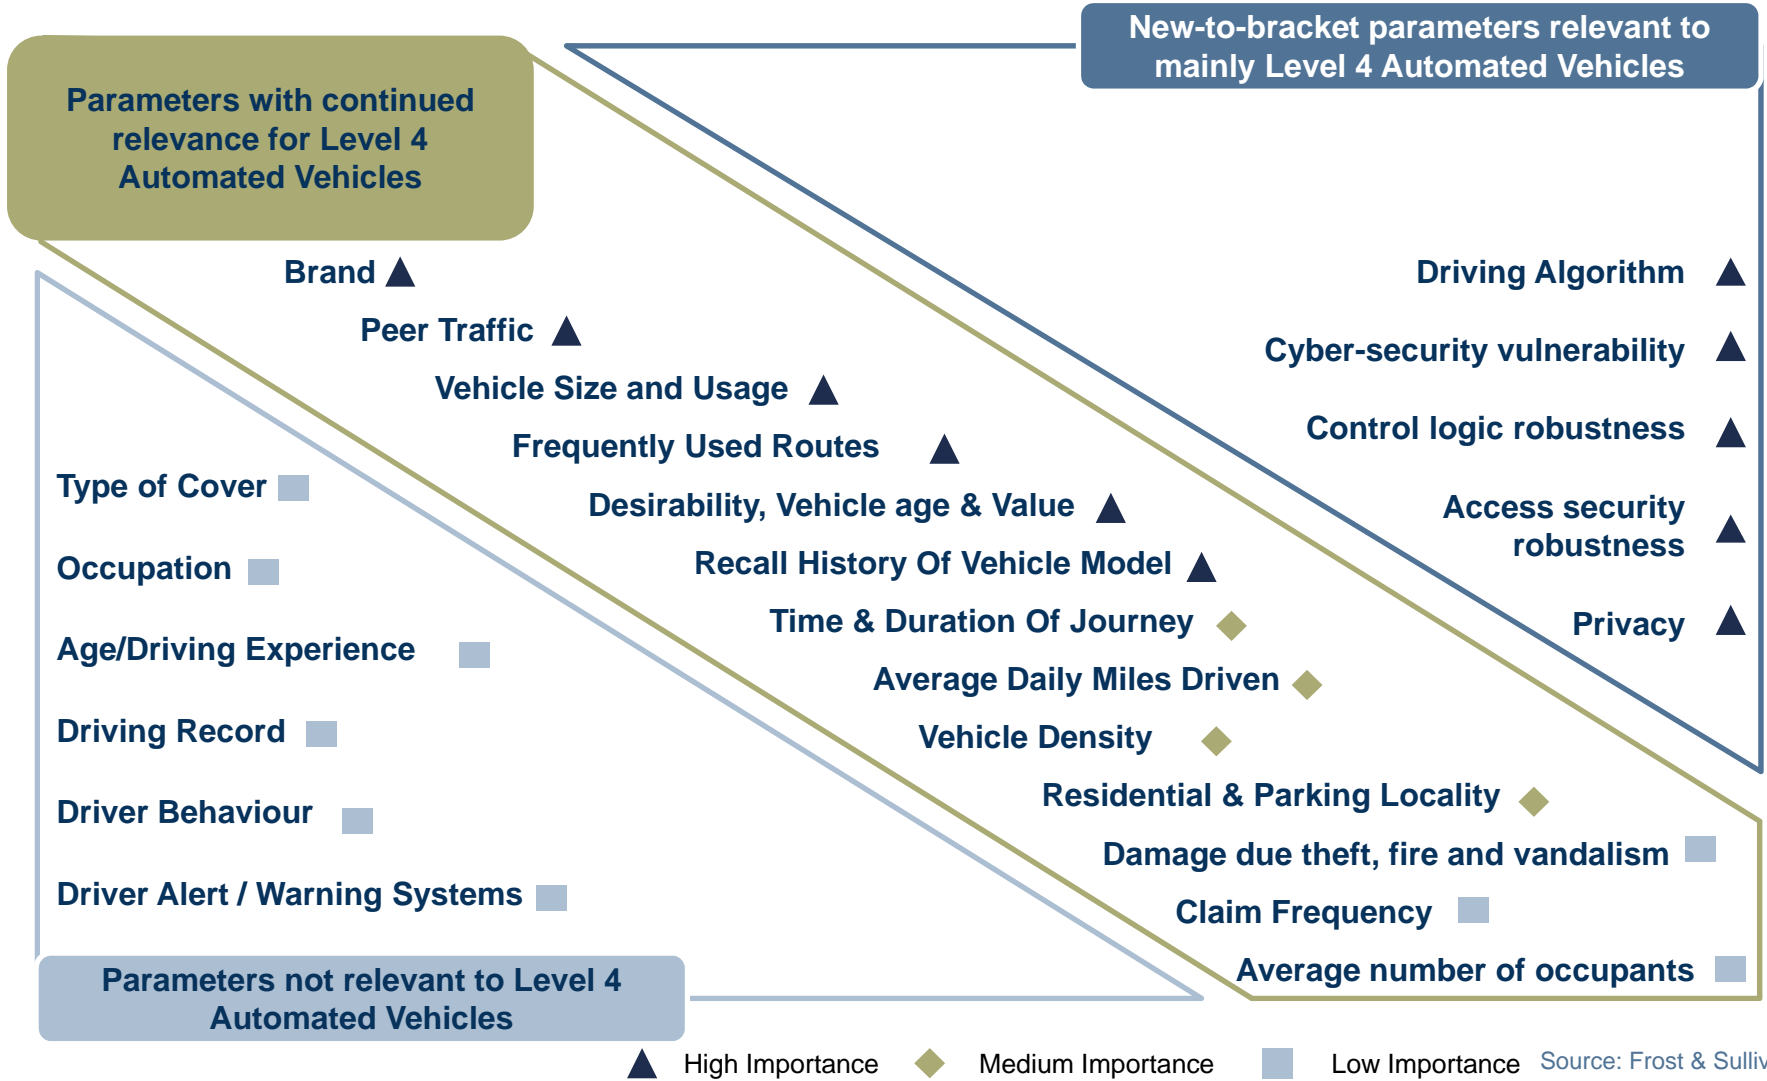 New-to-bracket parameters relevant to
mainly Level 4 Automated Vehicles
Parameters with continued
relevance for Level 4
Automated Vehicles
Brand
Peer Traffic
Vehicle Size and Usage
Frequently Used Routes
Desirability, Vehicle age & Value
Recall History Of Vehicle Model
Time & Duration Of Journey
Average Daily Miles Driven
Vehicle Density
Residential & Parking Locality
Damage due theft, fire and vandalism
Claim Frequency
Average number of occupants
Driving Algorithm
Cyber-security vulnerability
Control logic robustness
Access security
robustness
Privacy
Type of Cover
Occupation
Age/Driving Experience
Driving Record
Driver Behaviour
Driver Alert / Warning Systems
Parameters not relevant to Level 4
Automated Vehicles
High Importance
Medium Importance
Low Importance
Source: Frost &